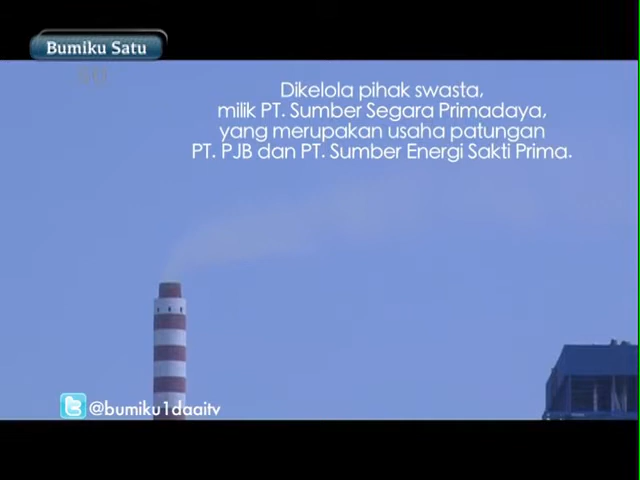 Bumiku Satu
Dikelola pihak swasta,
milik PT. Sumber Segara Primadaya,
yang merupakan usaha patungan
PT. PJB dan PT. Sumber Energi Sakti Prima.
@bumiku1daaitv